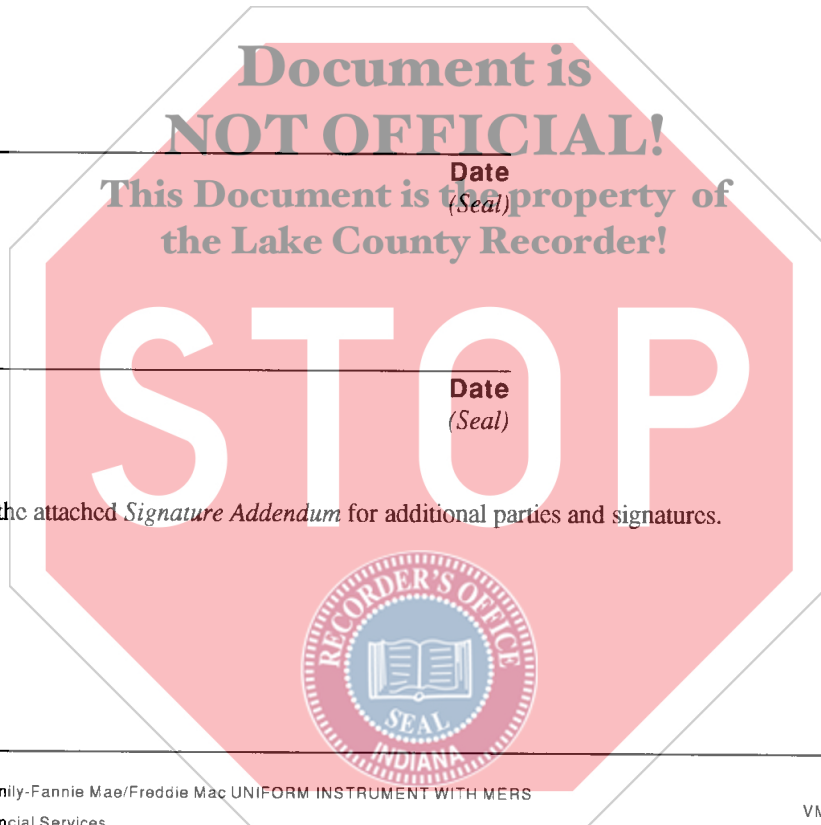 Document is
NOT OFFICIAL!
Date
This Document is the property of
(Seal)
the Lake County Recorder!
STOP
Date
(Seal)
the attached Signature Addendum for additional parties and signatures.
RECORDER'S OFFICE
SEAL
INDIANA
nily-Fannie Mae/Freddie Mac UNIFORM INSTRUMENT WITH MERS
VM
ncial Services